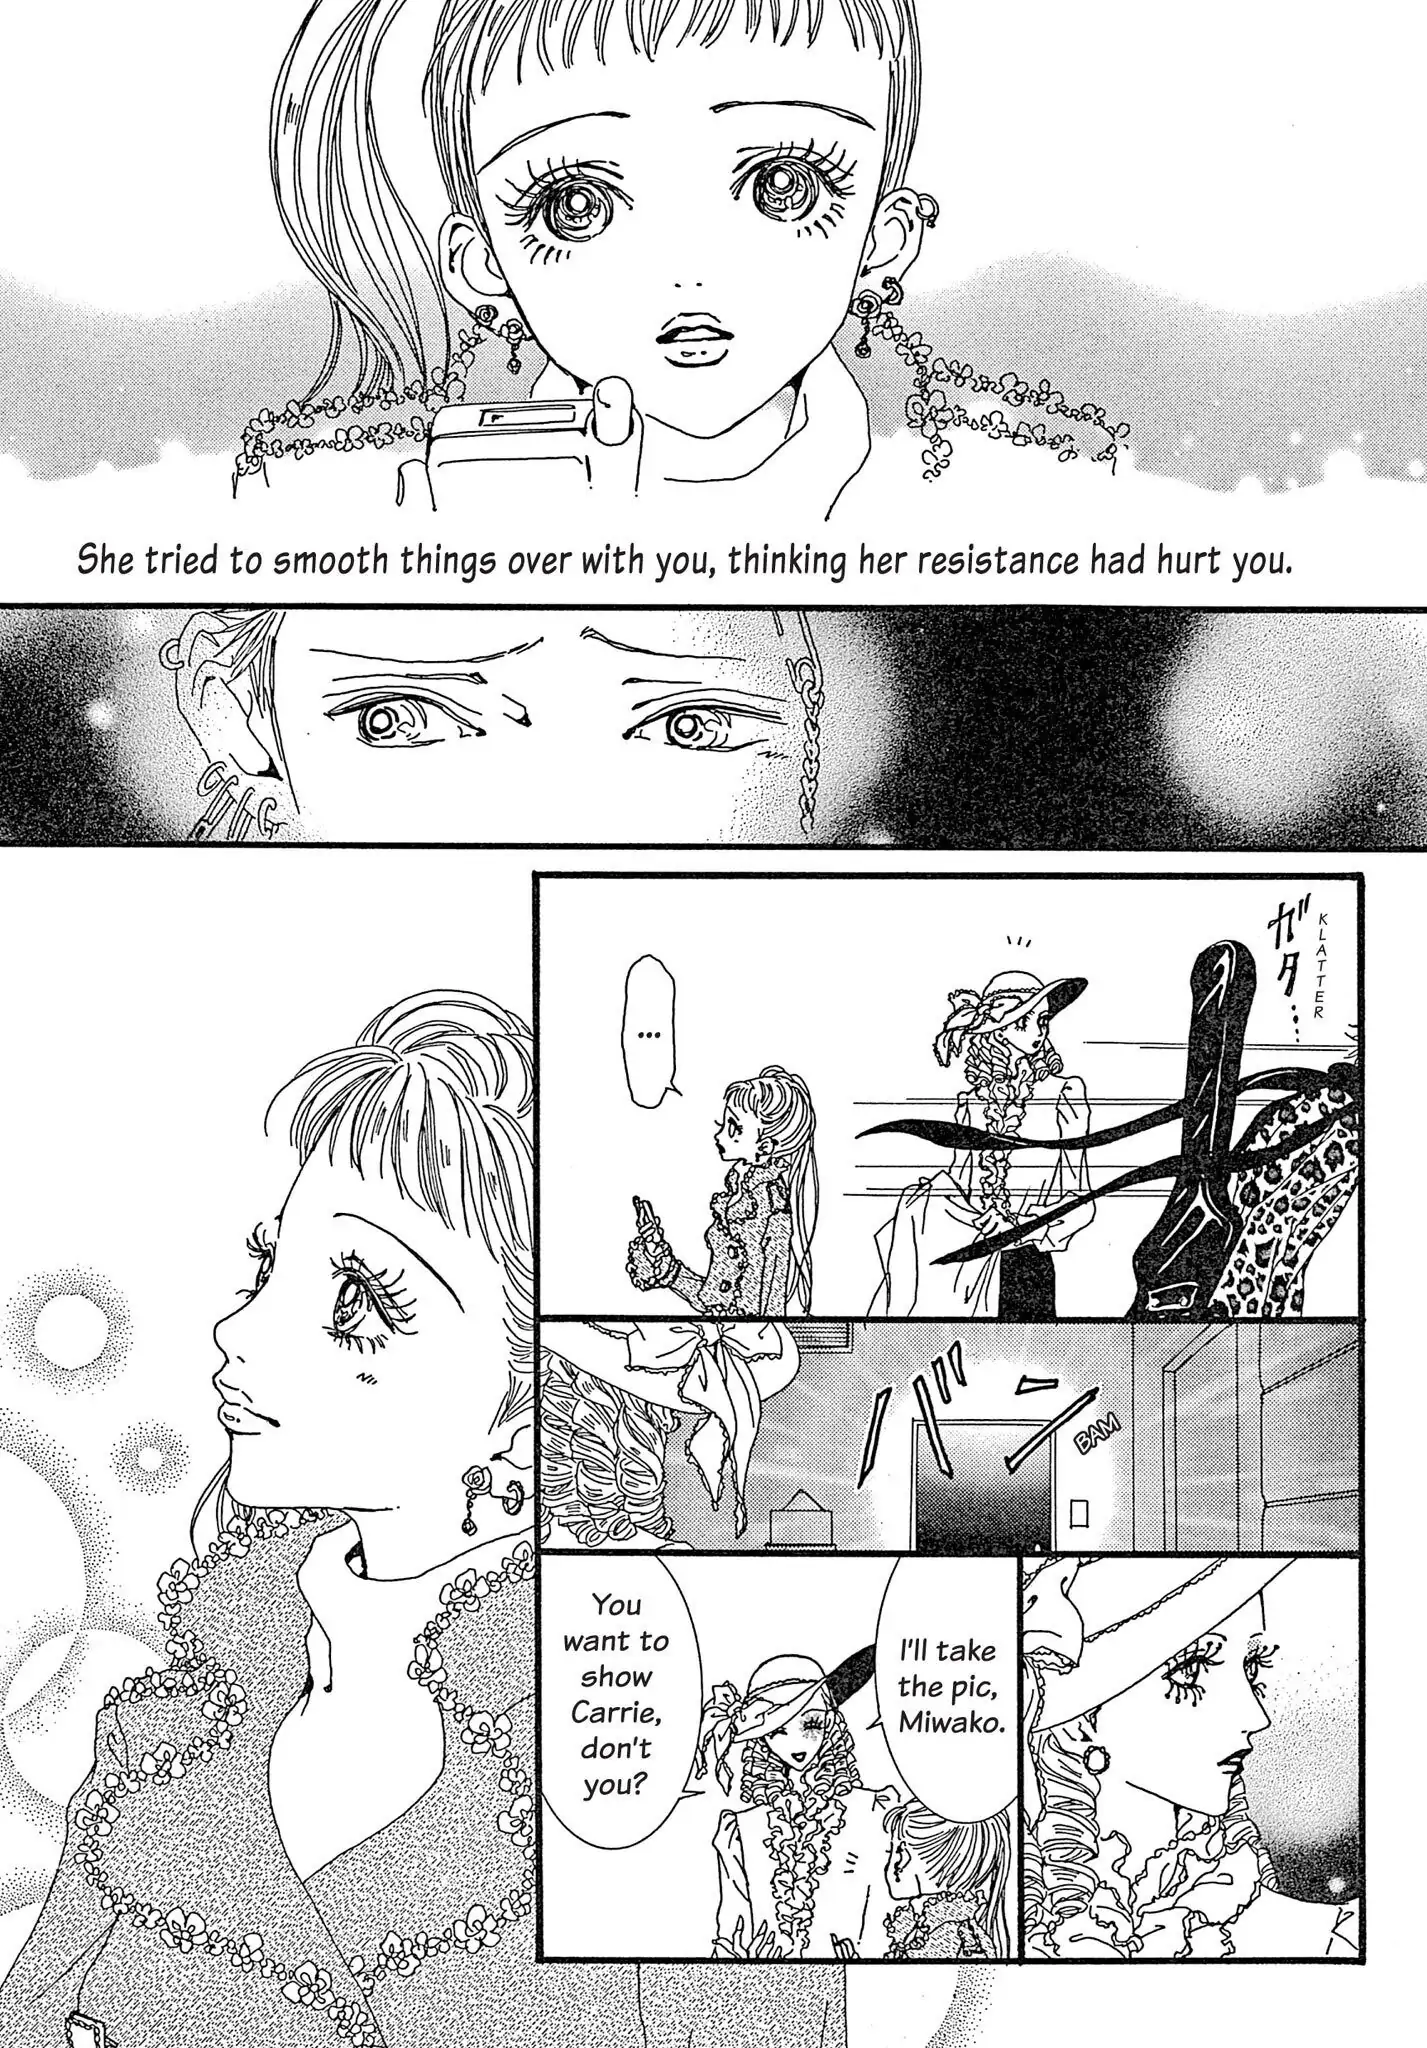 She tried to smooth things over with you, thinking her resistance had hurt you.
ガタ…
KLATTER
...
バーン
BAM
I'll take
the pic,
Miwako.
You
want to
show
Carrie,
don't
you?